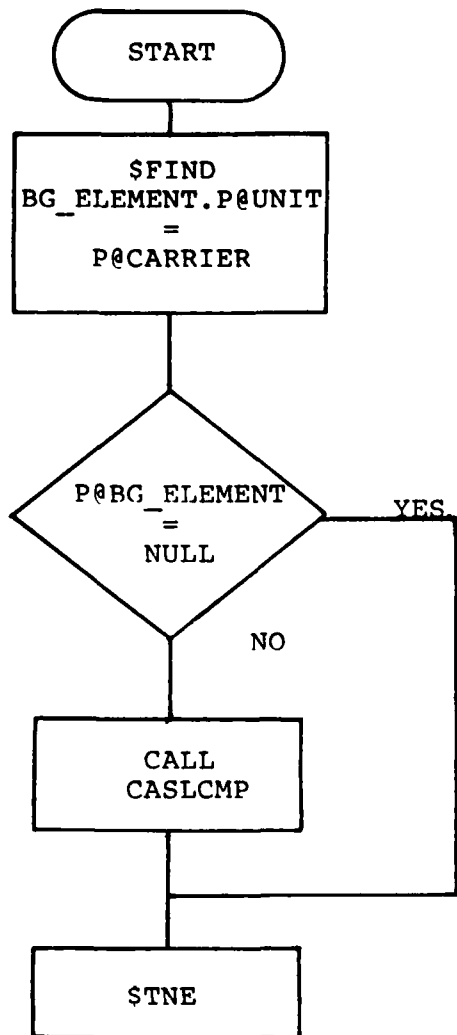 START
$FIND
BG_ELEMENT.P@UNIT
=
P@CARRIER
P@BG_ELEMENT
=
NULL
YES
NO
CALL
CASLCMP
$TNE